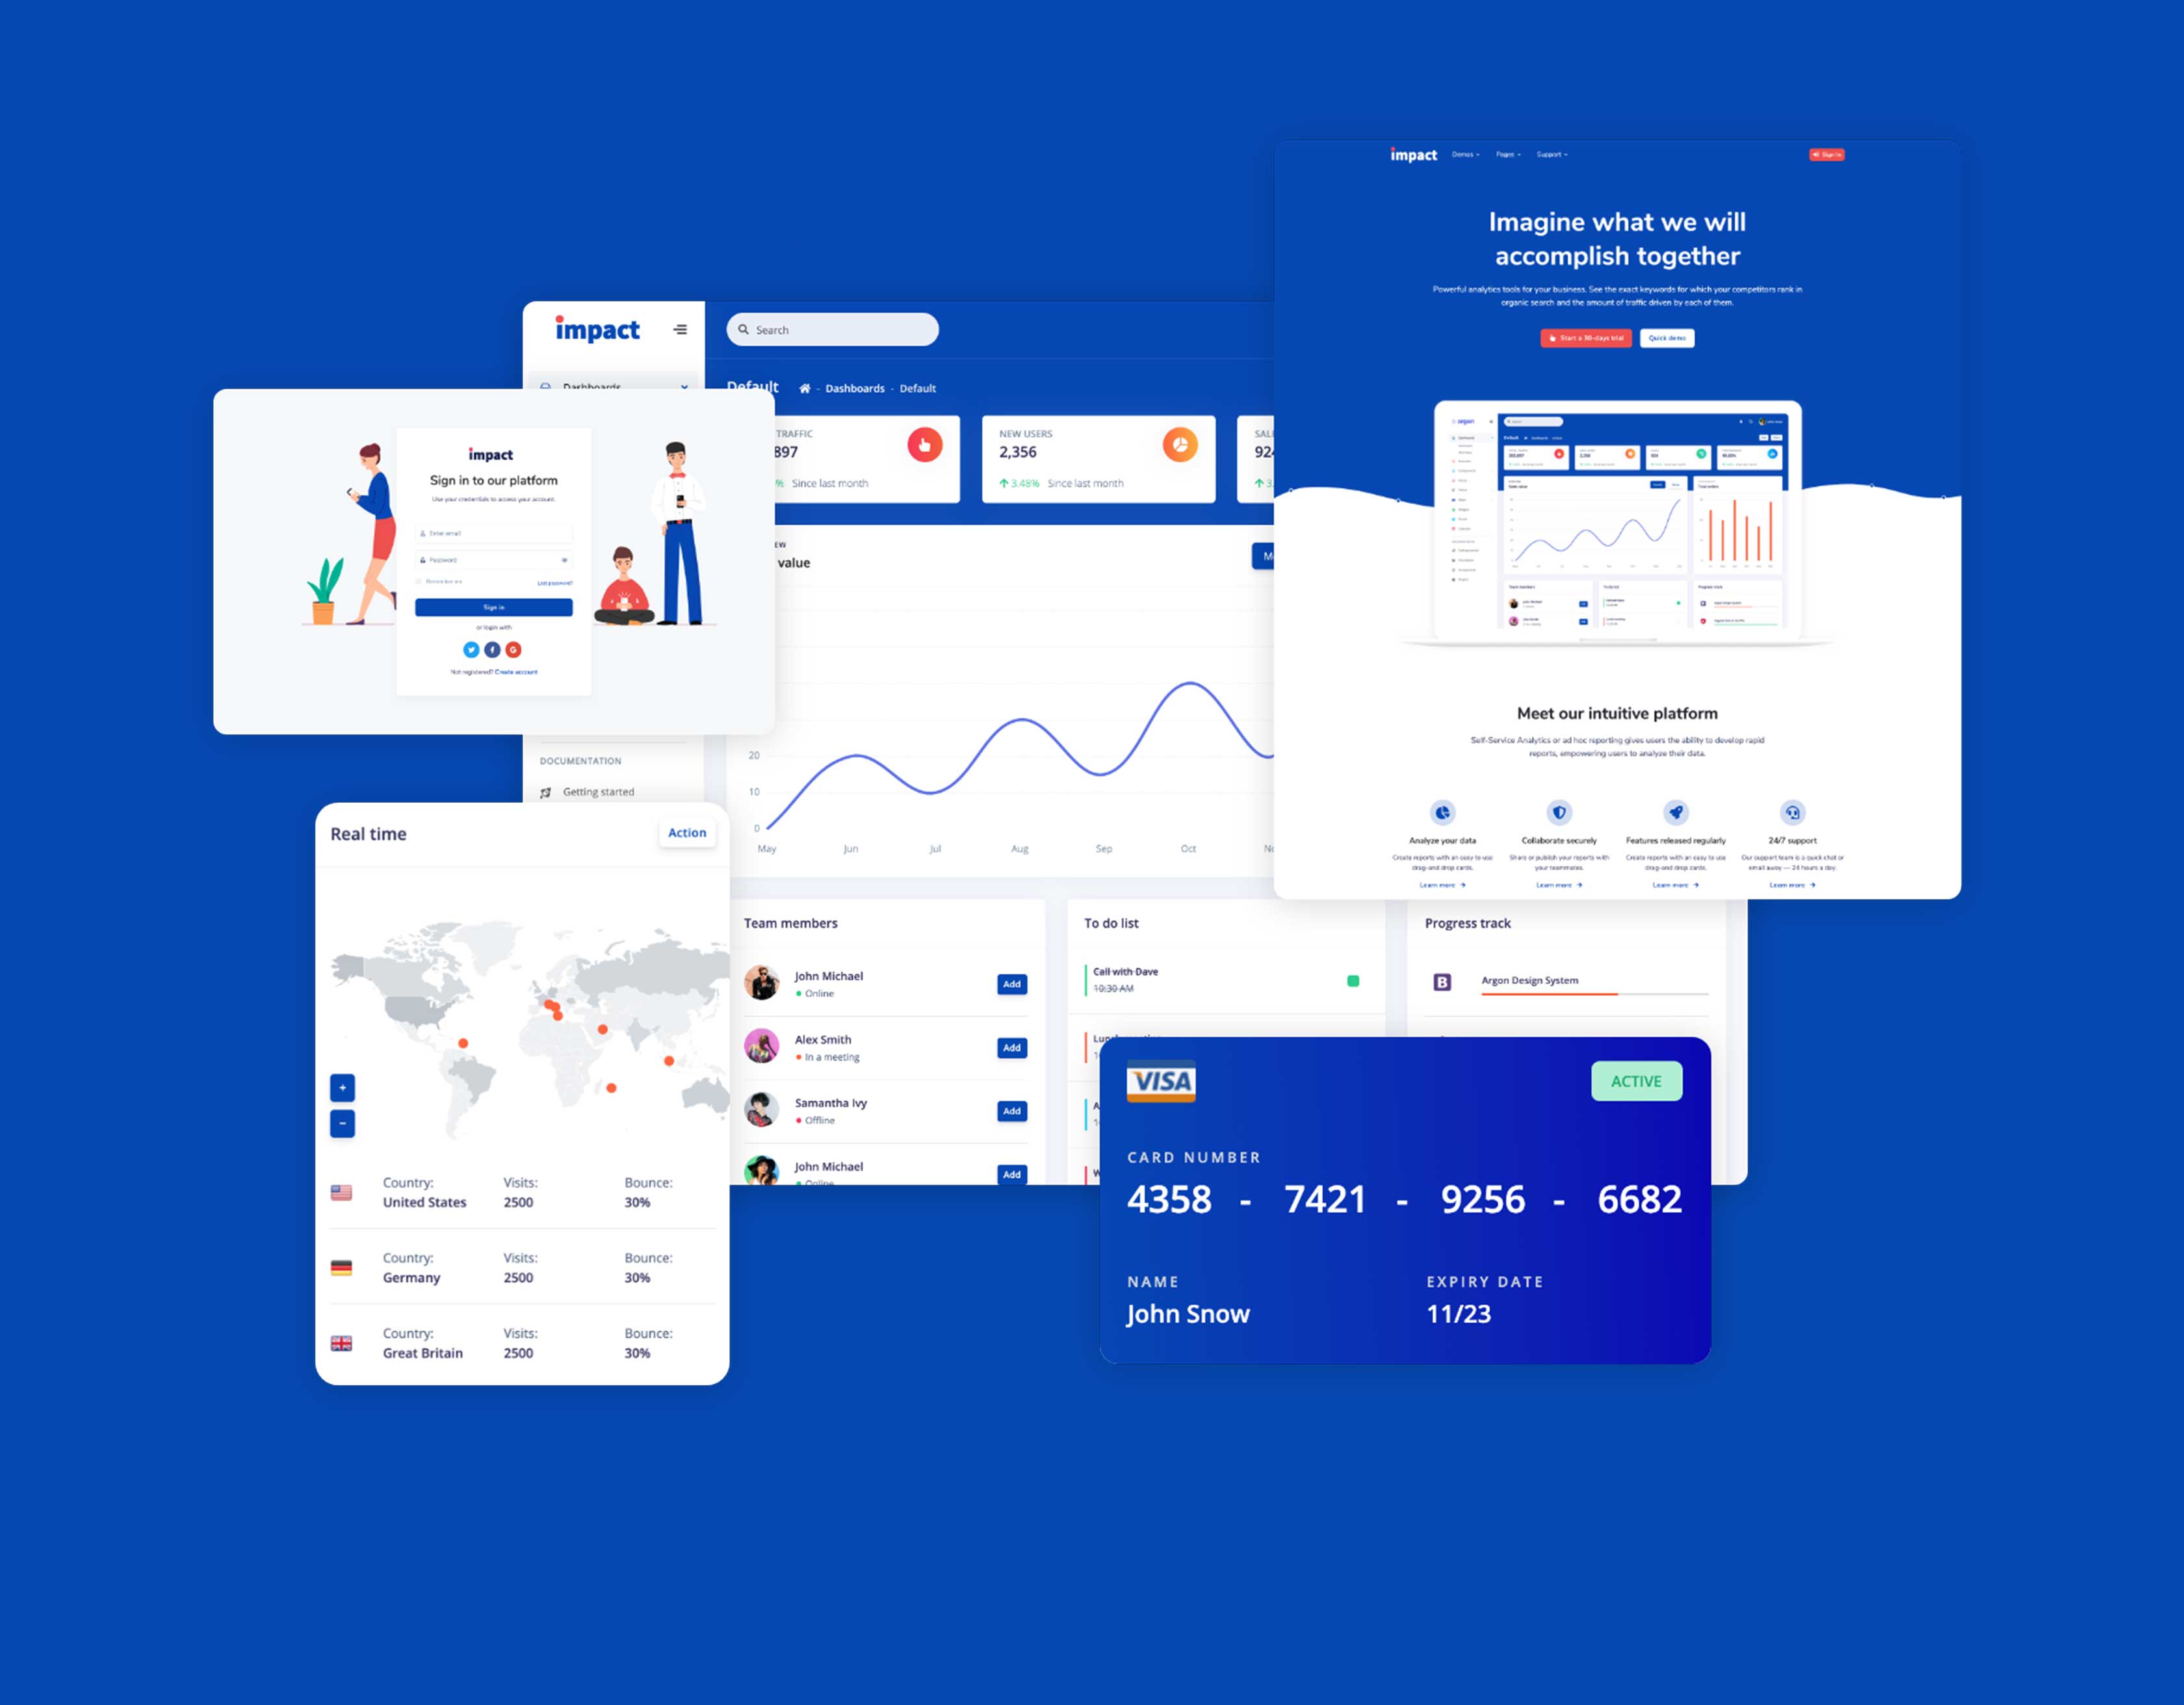 impact
Demos
Pages
Support
Sign in
Imagine what we will
accomplish together
Powerful analytics tools for your business. See the exact keywords for which your competitors rank in
organic search and the amount of traffic driven by each of them.
Start a 30-days trial
Quick demo
Meet our intuitive platform
Self-Service Analytics or ad hoc reporting gives users the ability to develop rapid
reports, empowering users to analyze their data.
Analyze your data
Create reports with an easy to use
drag-and drop cards.
Learn more
Collaborate securely
Share or publish your reports with
your teammates.
Learn more
Features released regularly
Create reports with an easy to use
drag-and drop cards.
Learn more
24/7 support
Our support team is a quick chat or
email away — 24 hours a day.
Learn more
impact
Search
Dashboards
Default
- Dashboards - Default
TRAFFIC
897
% Since last month
NEW USERS
2,356
3.48% Since last month
value
20
10
0
May
Jun
Jul
Aug
Sep
Oct
DOCUMENTATION
Getting started
impact
Sign in to our platform
Use your credentials to access your account.
Enter email
Password
Remember me
Lost password?
Sign in
or login with
Not registered? Create account
Real time
Action
+
-
Country:
United States
Visits:
2500
Bounce:
30%
Country:
Germany
Visits:
2500
Bounce:
30%
Country:
Great Britain
Visits:
2500
Bounce:
30%
Team members
John Michael
Online
Add
Alex Smith
In a meeting
Add
Samantha Ivy
Offline
Add
John Michael
Online
Add
To do list
Call with Dave
10:30 AM
Progress track
B
Argon Design System
VISA
ACTIVE
CARD NUMBER
4358 - 7421 - 9256 - 6682
NAME
John Snow
EXPIRY DATE
11/23